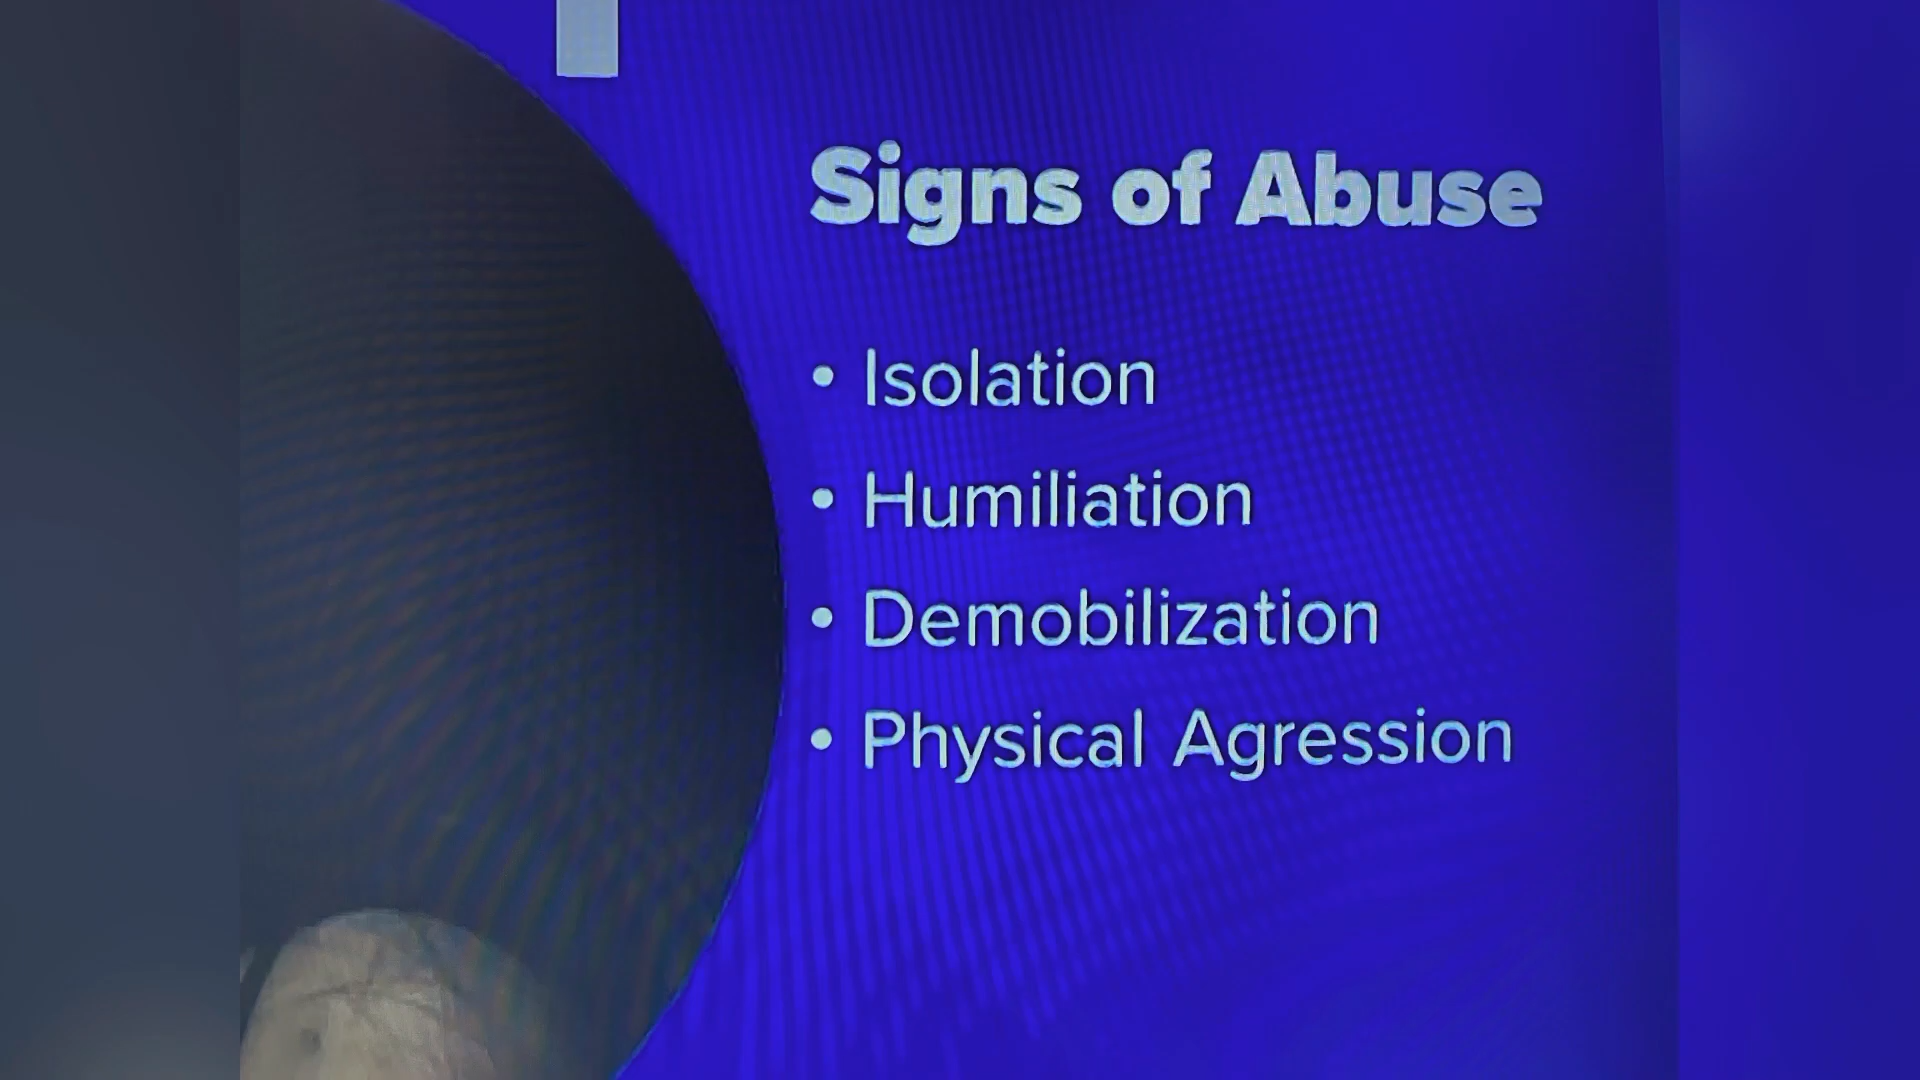 Signs of Abuse
• Isolation
• Humiliation
• Demobilization
• Physical Agression